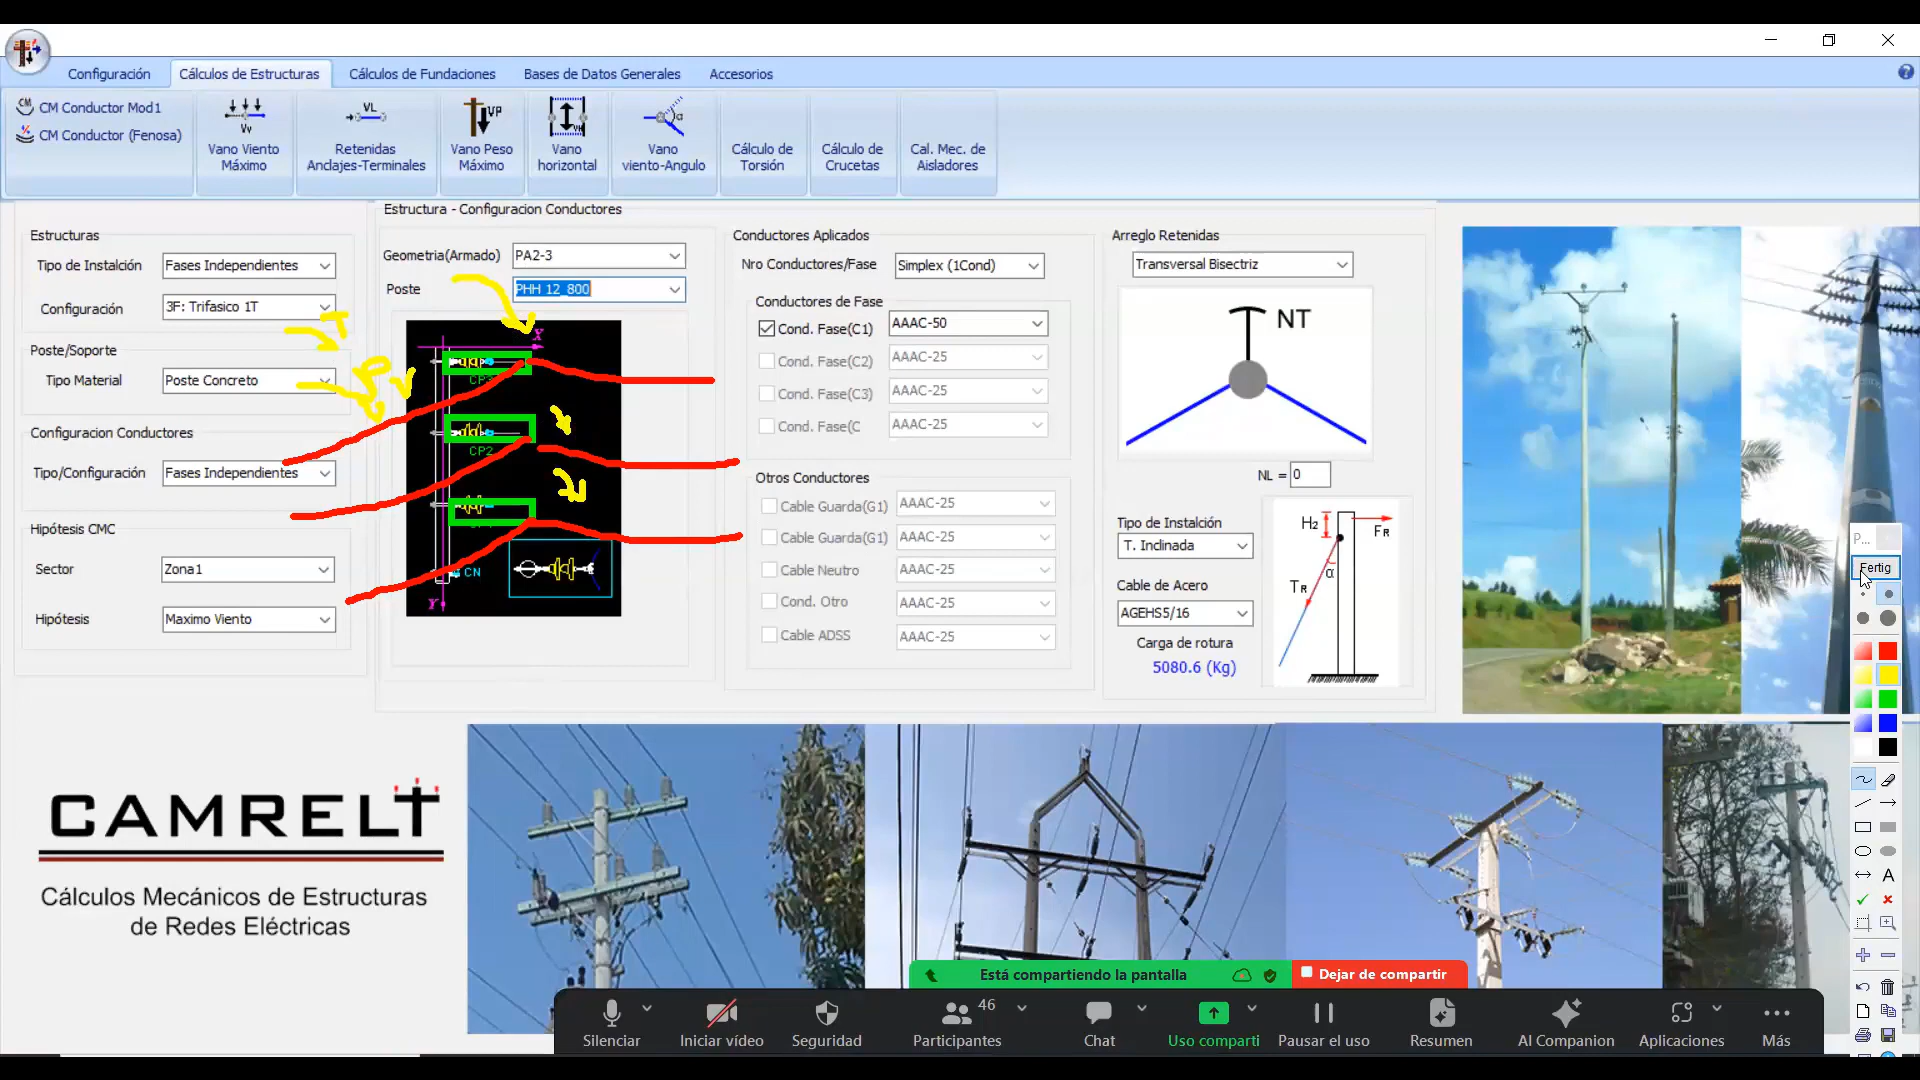 Configuración
Cálculos de Estructuras
Cálculos de Fundaciones
Bases de Datos Generales
Accesorios
CM Conductor Mod1
CM Conductor (Fenosa)
Vv
Vano Viento
Máximo
VL
Retenidas
Anclajes-Terminales
VP
Vano Peso
Máximo
Vano
horizontal
α
Vano
viento-Angulo
Cálculo de
Torsión
Cálculo de
Crucetas
Cal. Mec. de
Aisladores
Estructuras
Tipo de Instalción
Fases Independientes
Configuración
3F: Trifasico 1T
Poste/Soporte
Tipo Material
Poste Concreto
Configuracion Conductores
Tipo/Configuración
Fases Independientes
Hipótesis CMC
Sector
Zona1
Hipótesis
Maximo Viento
Estructura - Configuracion Conductores
Geometria(Armado)
PA2-3
Poste
PHH 12_800
X
CP2
CN
Y
Conductores Aplicados
Nro Conductores/Fase
Simplex (1Cond)
Conductores de Fase
Cond. Fase(C1)
AAAC-50
Cond. Fase(C2)
AAAC-25
Cond. Fase(C3)
AAAC-25
Cond. Fase(C
AAAC-25
Otros Conductores
Cable Guarda(G1)
AAAC-25
Cable Guarda(G1)
AAAC-25
Cable Neutro
AAAC-25
Cond. Otro
AAAC-25
Cable ADSS
AAAC-25
Arreglo Retenidas
Transversal Bisectriz
NT
NL = 0
Tipo de Instalción
T. Inclinada
Cable de Acero
AGEHS5/16
Carga de rotura
5080.6 (Kg)
H2
FR
α
TR
P...
Fertig
A
CAMRELT
Cálculos Mecánicos de Estructuras
de Redes Eléctricas
Está compartiendo la pantalla
Dejar de compartir
Silenciar
Iniciar vídeo
Seguridad
Participantes
46
Chat
Uso comparti
Pausar el uso
Resumen
AI Companion
Aplicaciones
Más